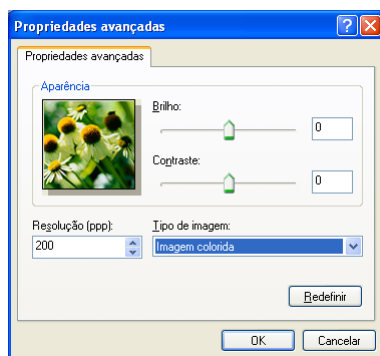 Propriedades avançadas
Propriedades avançadas
Aparência
Brilho:
0
Contraste:
0
Resolução (ppp):
Tipo de imagem:
200
Imagem colorida
Redefinir
OK
Cancelar